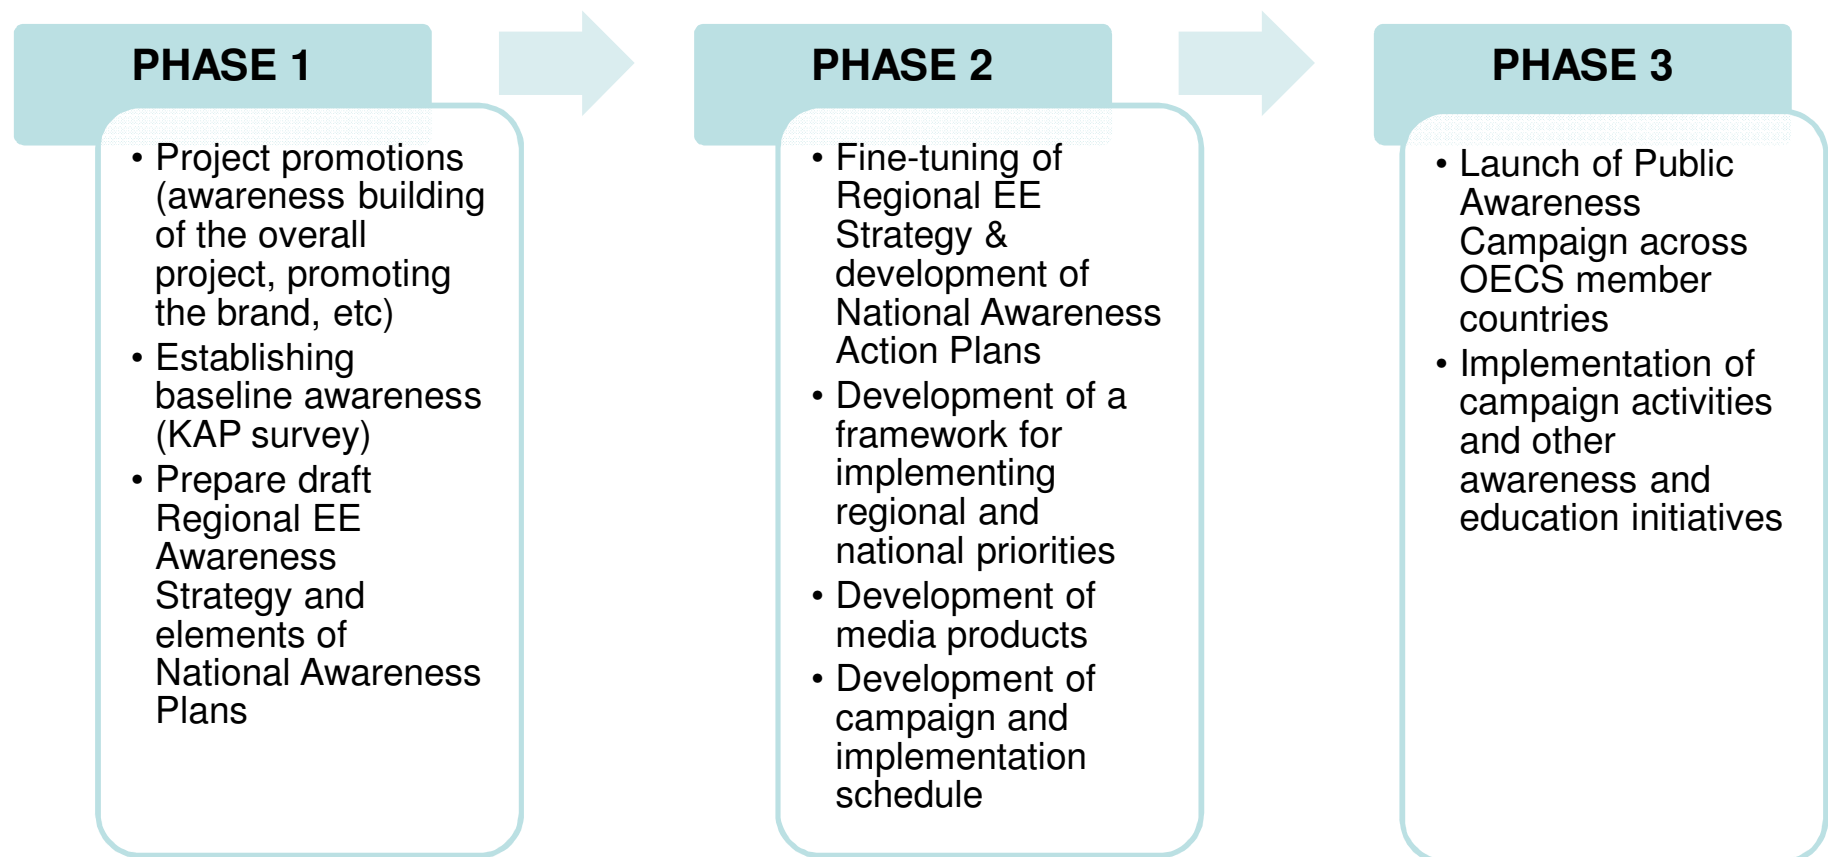 PHASE 1
• Project promotions
(awareness building
of the overall
project, promoting
the brand, etc)
• Establishing
baseline awareness
(KAP survey)
• Prepare draft
Regional EE
Awareness
Strategy and
elements of
National Awareness
Plans
PHASE 2
• Fine-tuning of
Regional EE
Strategy &
development of
National Awareness
Action Plans
• Development of a
framework for
implementing
regional and
national priorities
• Development of
media products
• Development of
campaign and
implementation
schedule
PHASE 3
• Launch of Public
Awareness
Campaign across
OECS member
countries
• Implementation of
campaign activities
and other
awareness and
education initiatives